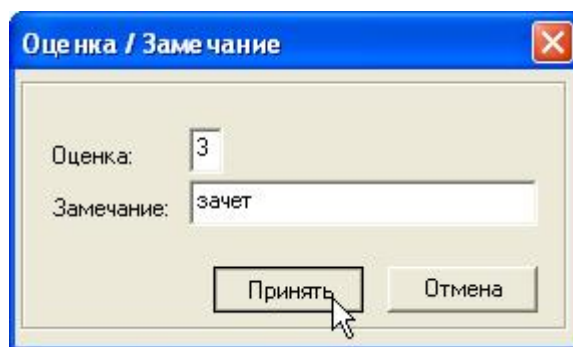 Оценка / Замечание
Оценка: 3
Замечание: зачет
Принять Отмена